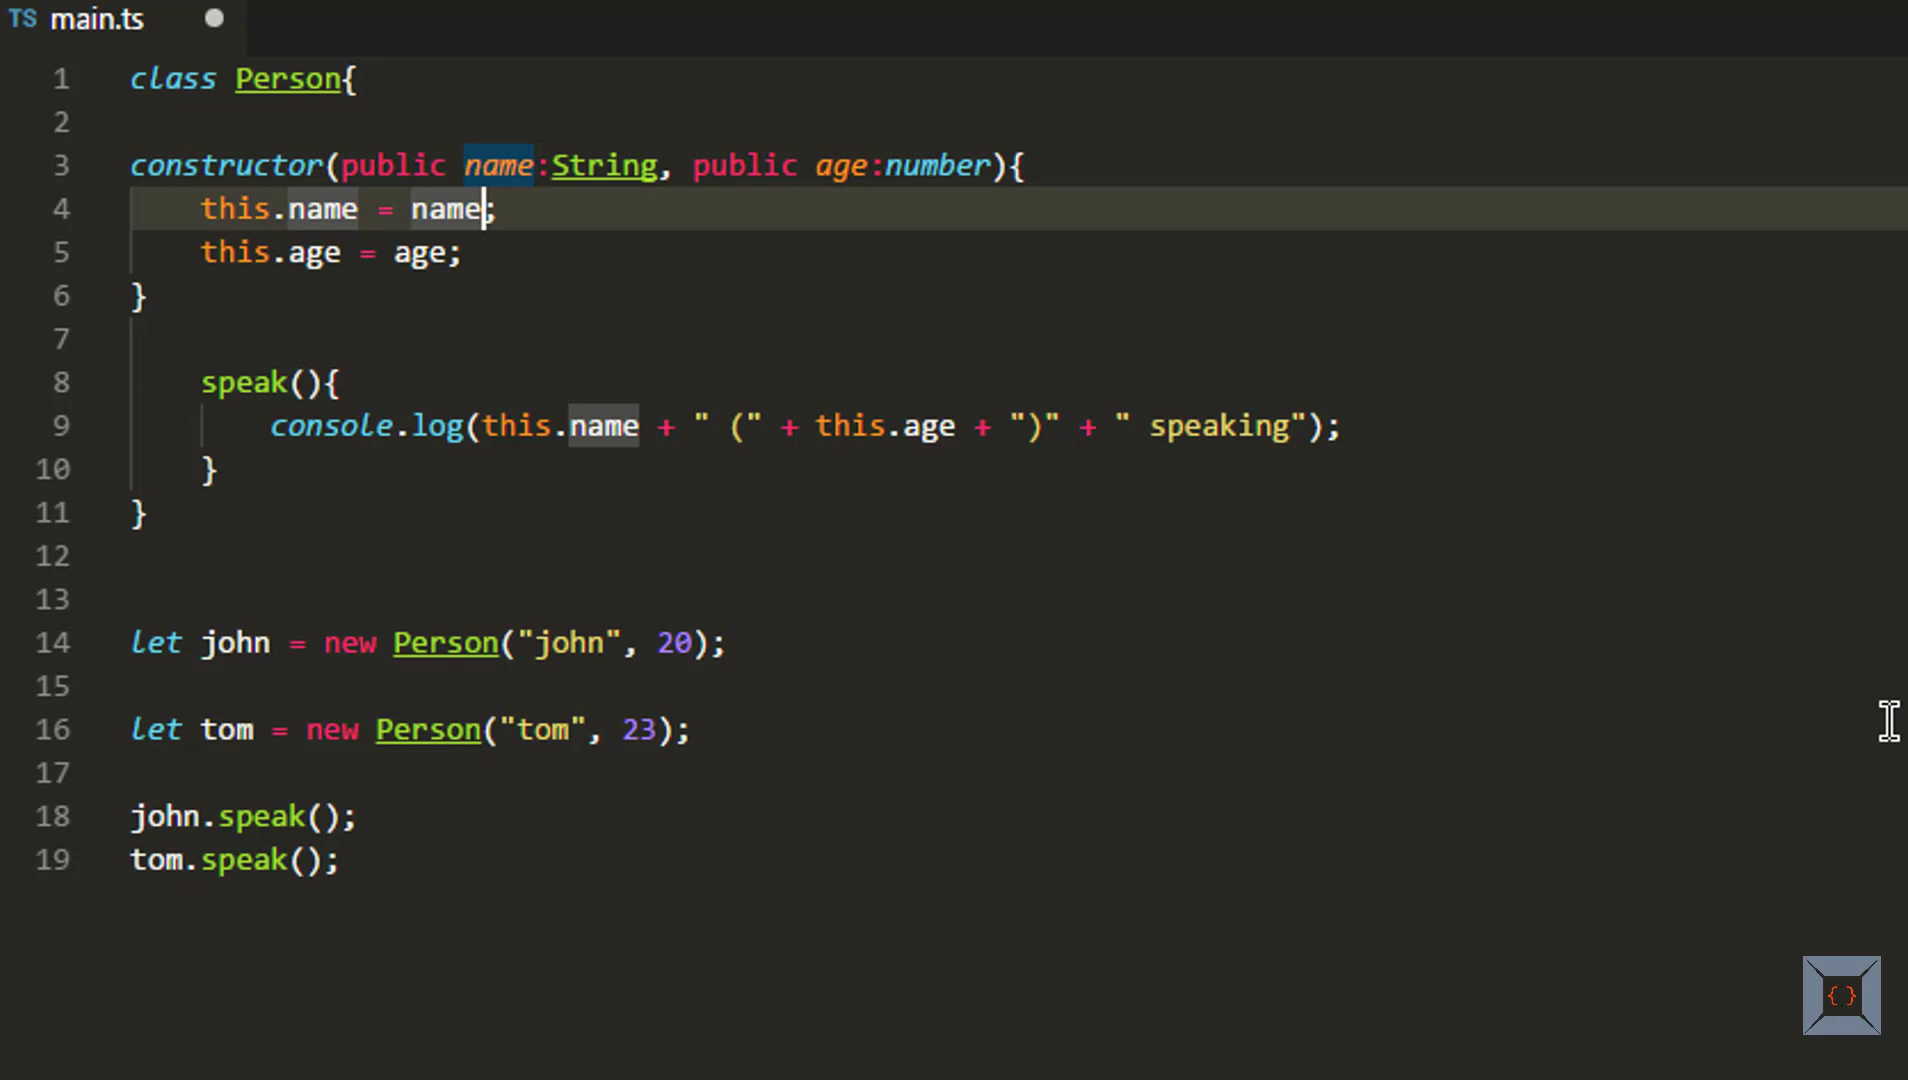 TS main.ts
1 class Person{
2
3 constructor(public name:String, public age:number){
4 this.name = name;
5 this.age = age;
6 }
7
8 speak(){
9 console.log(this.name + " (" + this.age + ")" + " speaking");
10 }
11 }
12
13
14 let john = new Person("john", 20);
15
16 let tom = new Person("tom", 23);
17
18 john.speak();
19 tom.speak();
{}